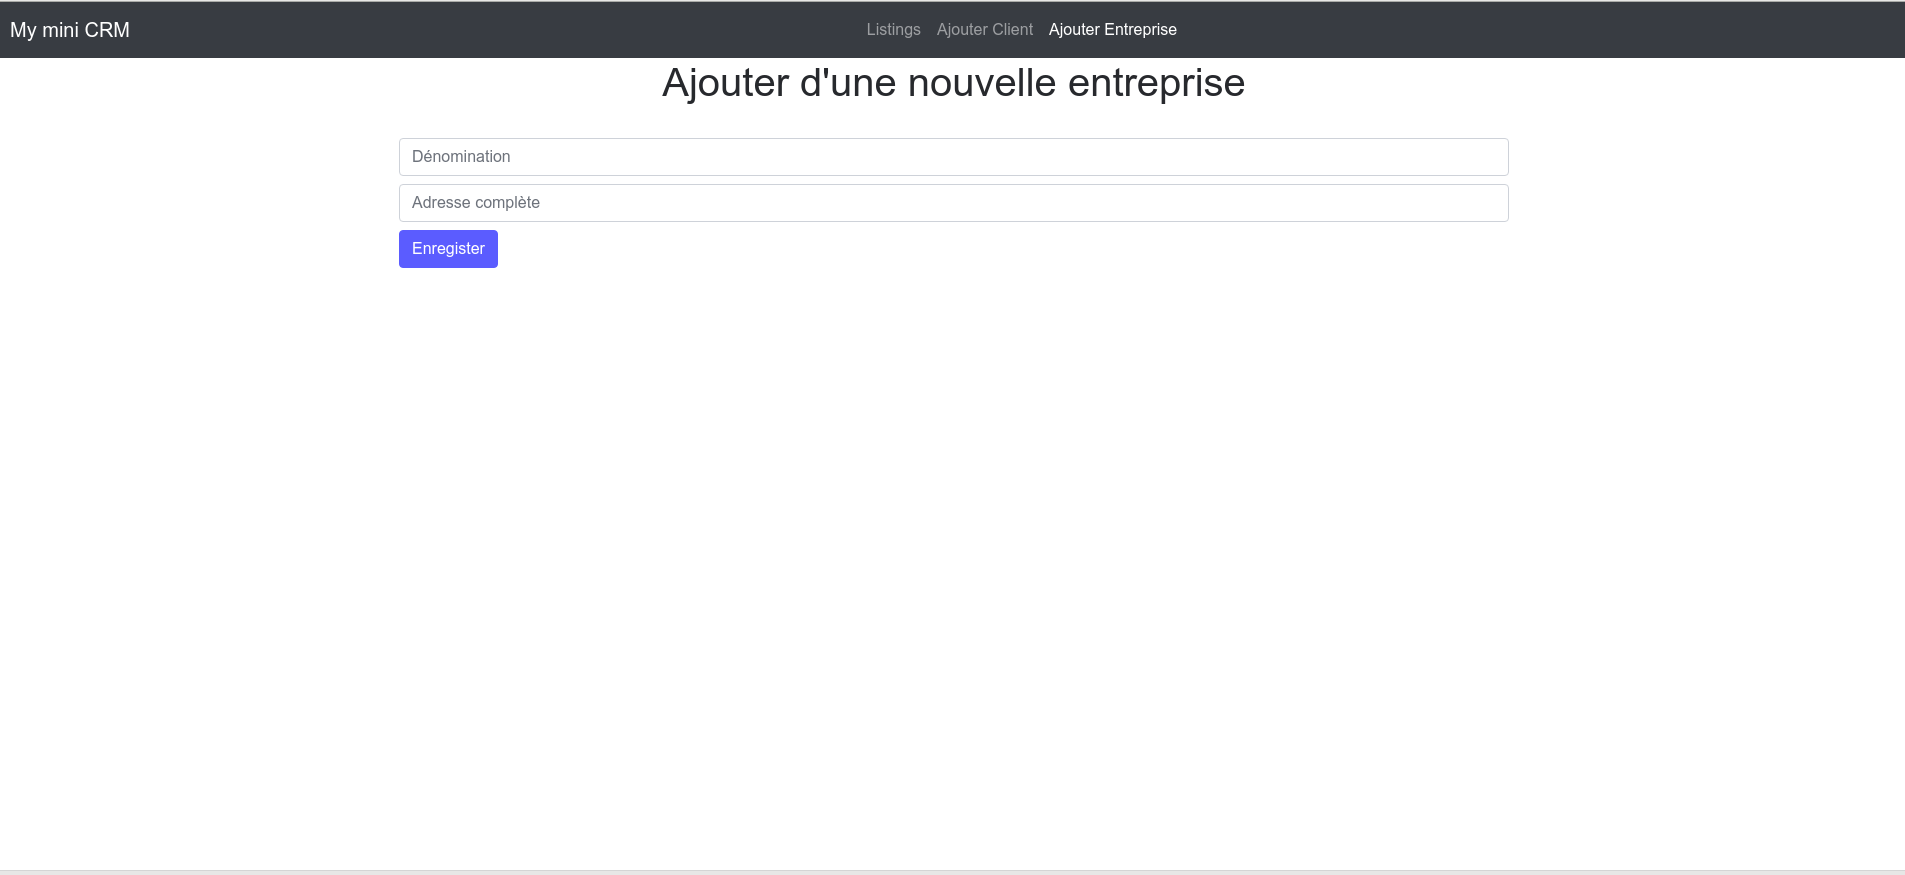 My mini CRM Listings Ajouter Client Ajouter Entreprise
Ajouter d'une nouvelle entreprise
Dénomination
Adresse complète
Enregister